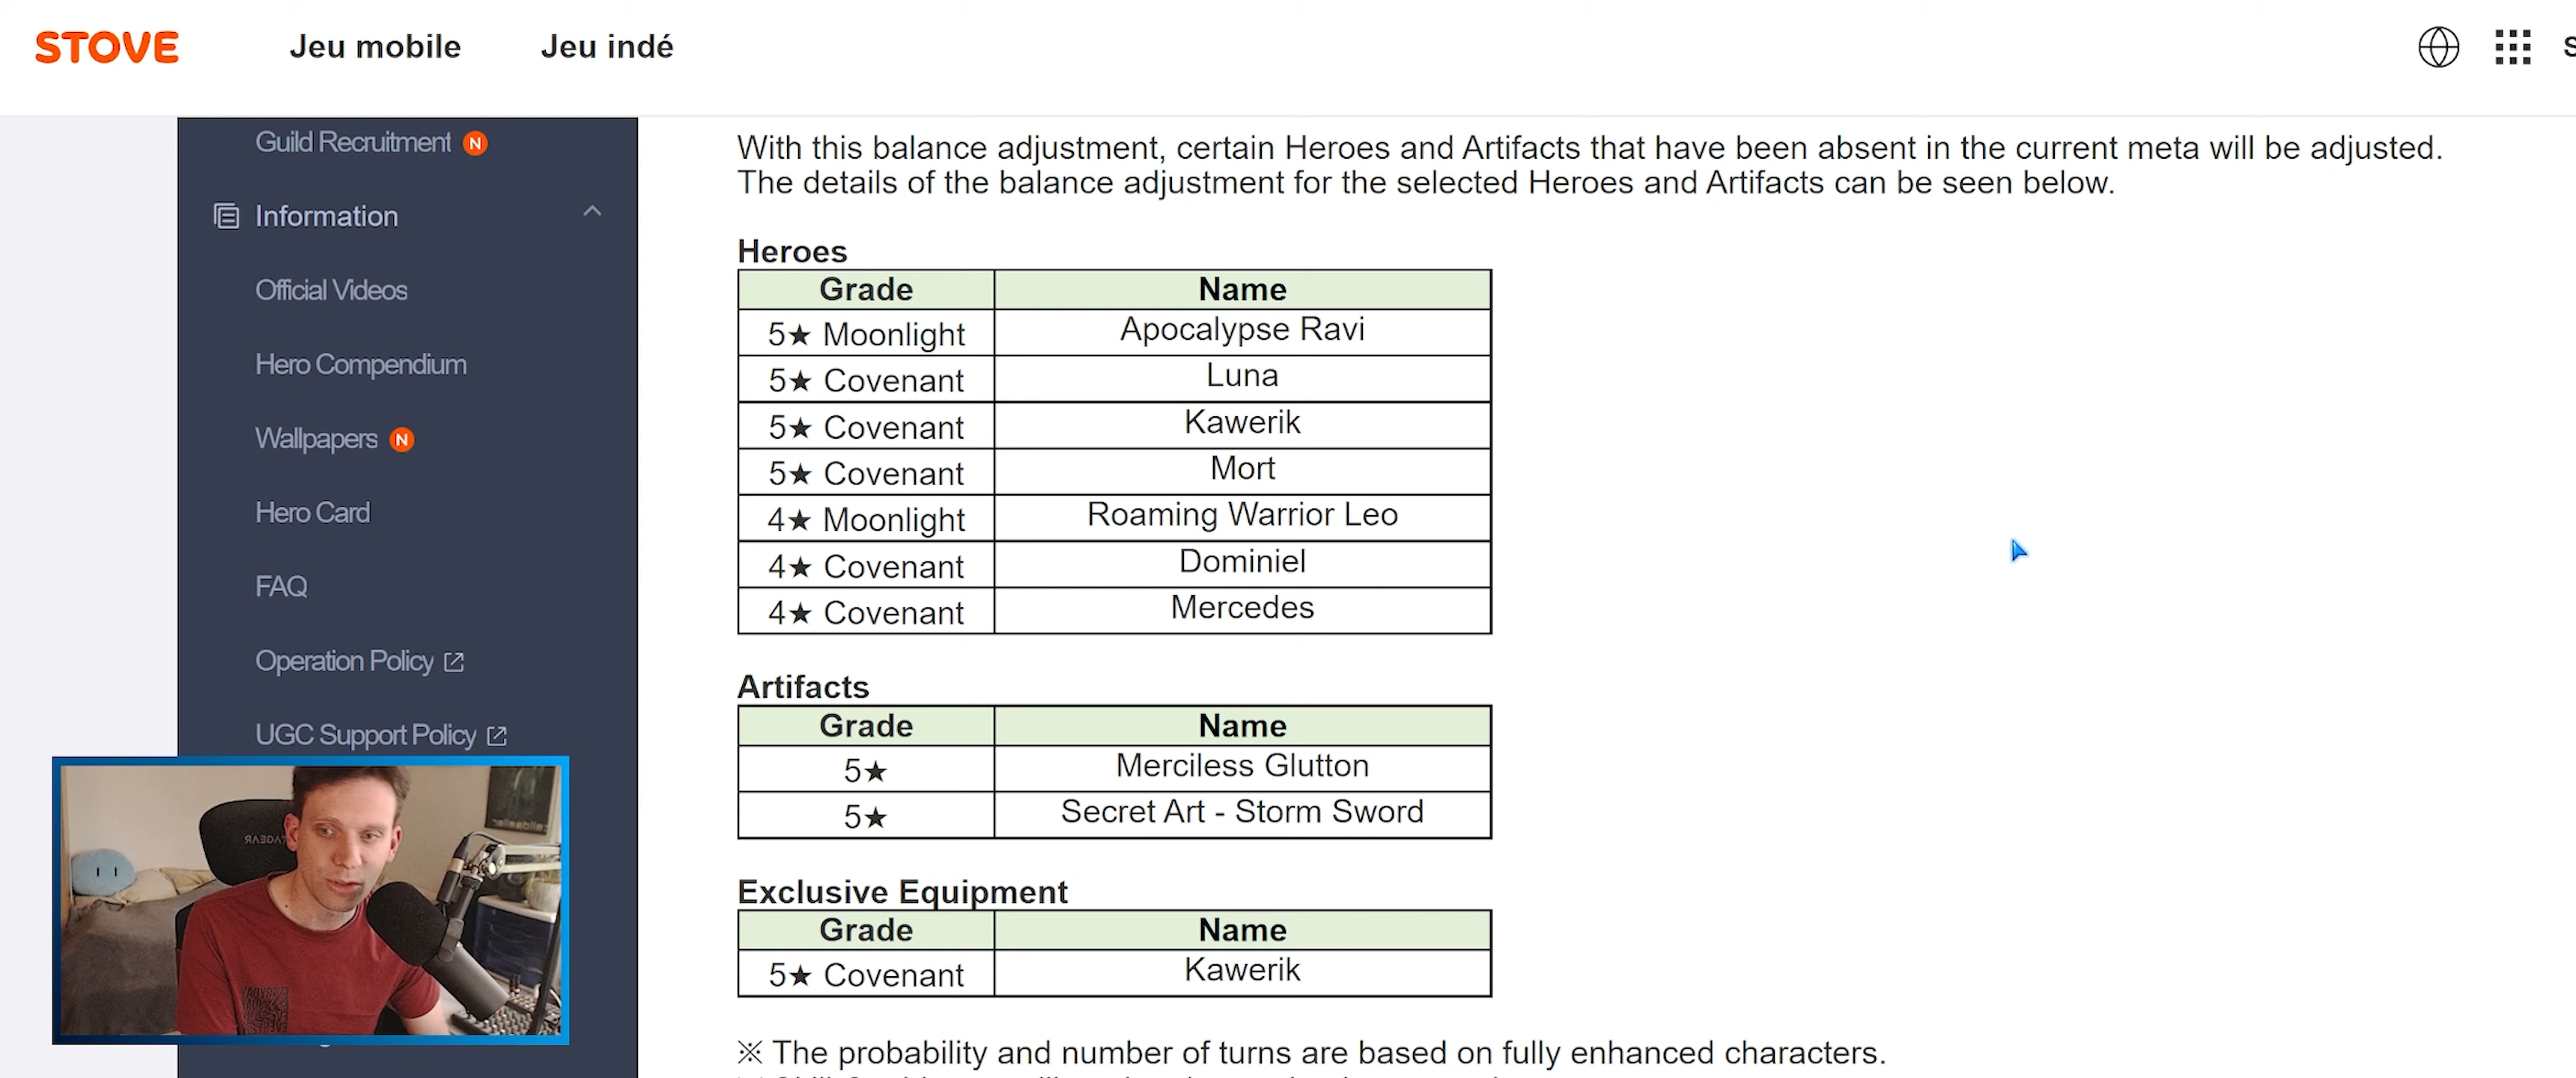 STOVE Jeu mobile Jeu indé
Guild Recruitment N
Information
Official Videos
Hero Compendium
Wallpapers N
Hero Card
FAQ
Operation Policy
UGC Support Policy
With this balance adjustment, certain Heroes and Artifacts that have been absent in the current meta will be adjusted.
The details of the balance adjustment for the selected Heroes and Artifacts can be seen below.
Heroes
Grade Name
5★ Moonlight Apocalypse Ravi
5★ Covenant Luna
5★ Covenant Kawerik
5★ Covenant Mort
4★ Moonlight Roaming Warrior Leo
4★ Covenant Dominiel
4★ Covenant Mercedes
Artifacts
Grade Name
5★ Merciless Glutton
5★ Secret Art - Storm Sword
Exclusive Equipment
Grade Name
5★ Covenant Kawerik
※ The probability and number of turns are based on fully enhanced characters.